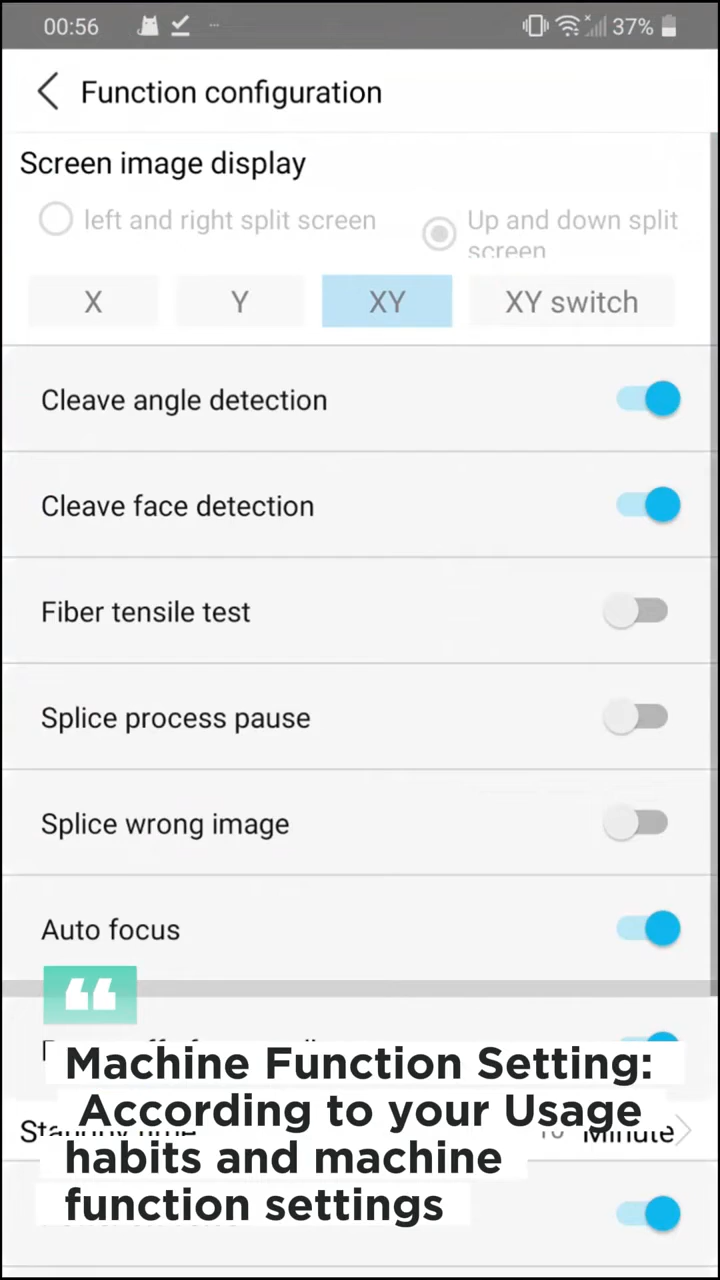 00:56
37%
Function configuration
Screen image display
left and right split screen
Up and down split
screen
X Y XY XY switch
Cleave angle detection
Cleave face detection
Fiber tensile test
Splice process pause
Splice wrong image
Auto focus
Machine Function Setting:
According to your Usage
habits and machine
function settings
Minute